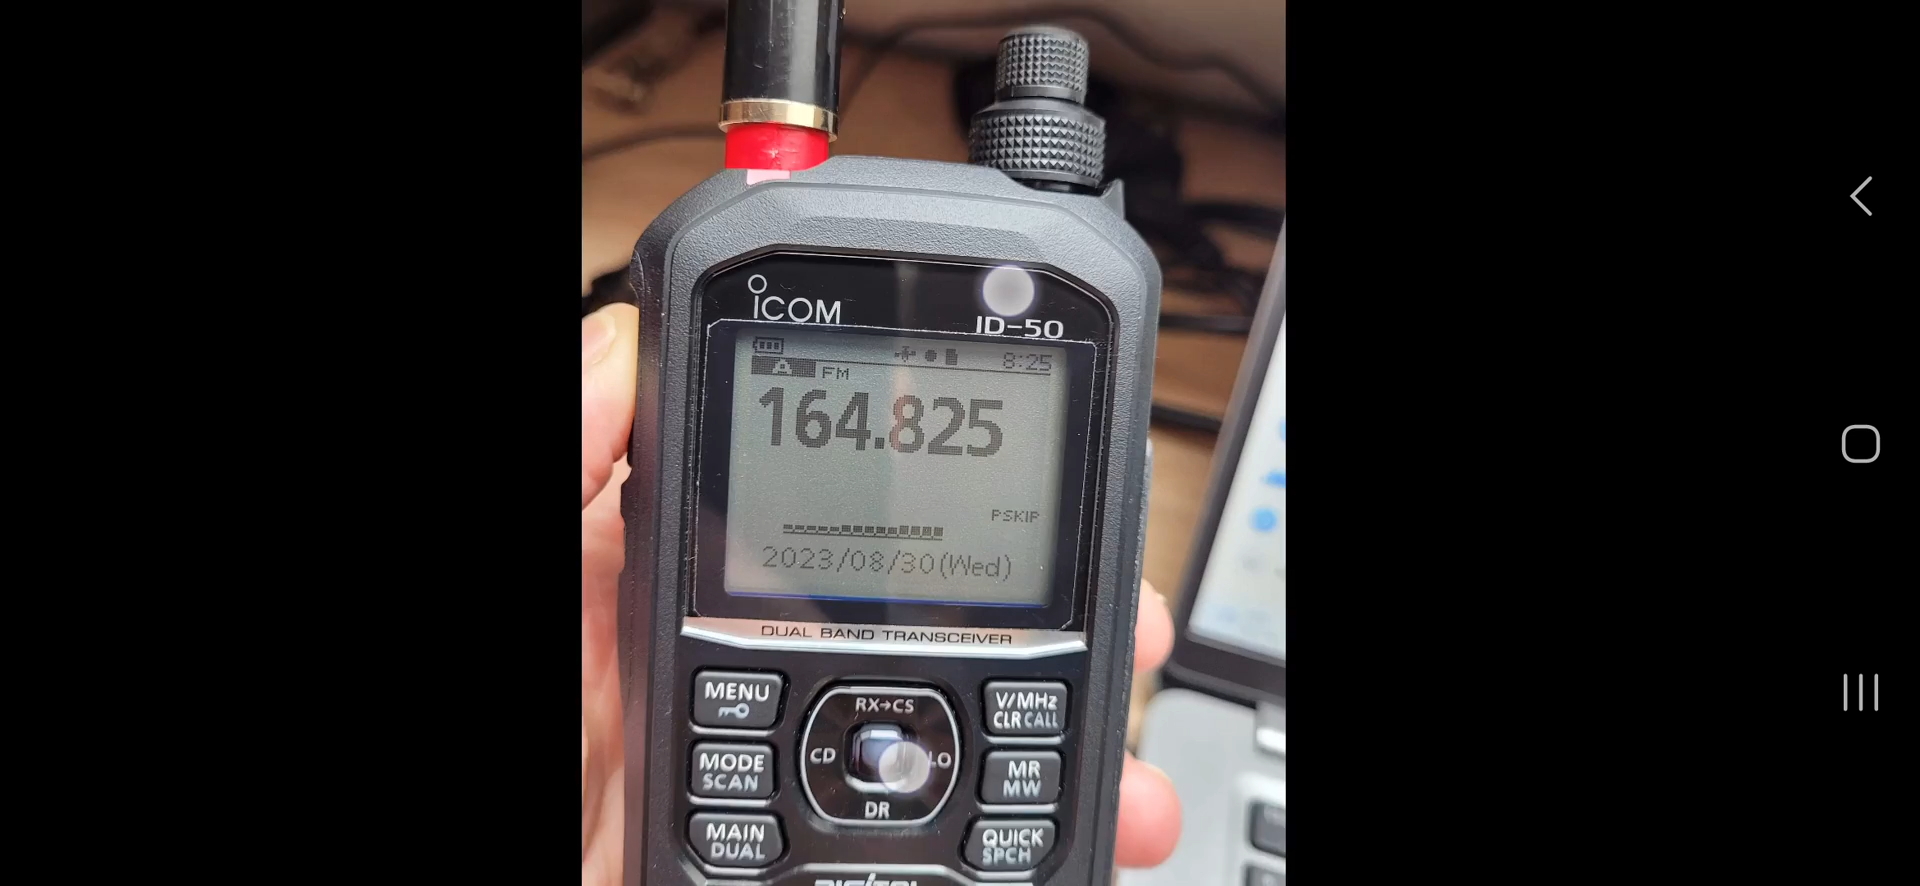 ICOM
ID-50
8:25
A FM
164.825
PSKIP
2023/08/30(Wed)
DUAL BAND TRANSCEIVER
MENU
RX→CS
V/MHz
CLR CALL
MODE
SCAN
CD
LO
MR
MW
DR
MAIN
DUAL
QUICK
SPCH